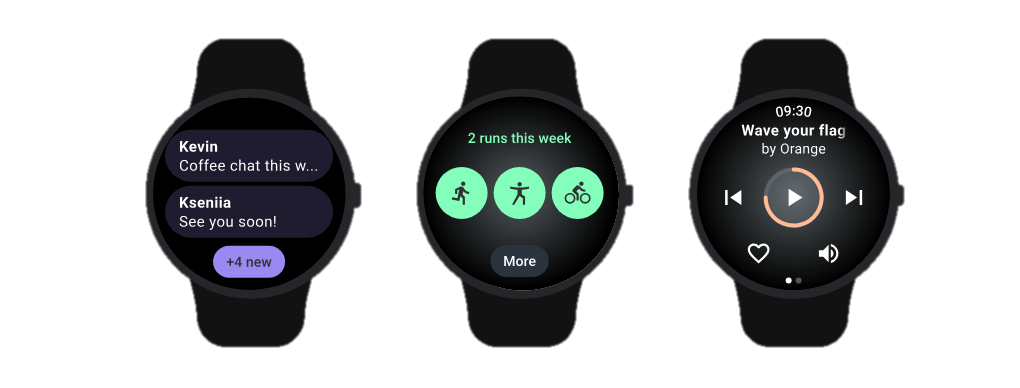 Kevin
Coffee chat this w...
Kseniia
See you soon!
+4 new
2 runs this week
More
09:30
Wave your flag
by Orange